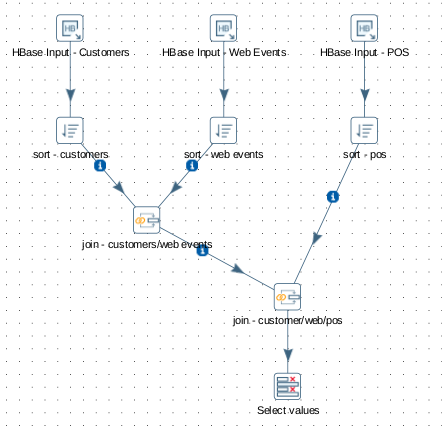 HBase Input - Customers
HBase Input - Web Events
HBase Input - POS
sort - customers
sort - web events
sort - pos
join - customers/web events
join - customer/web/pos
Select values